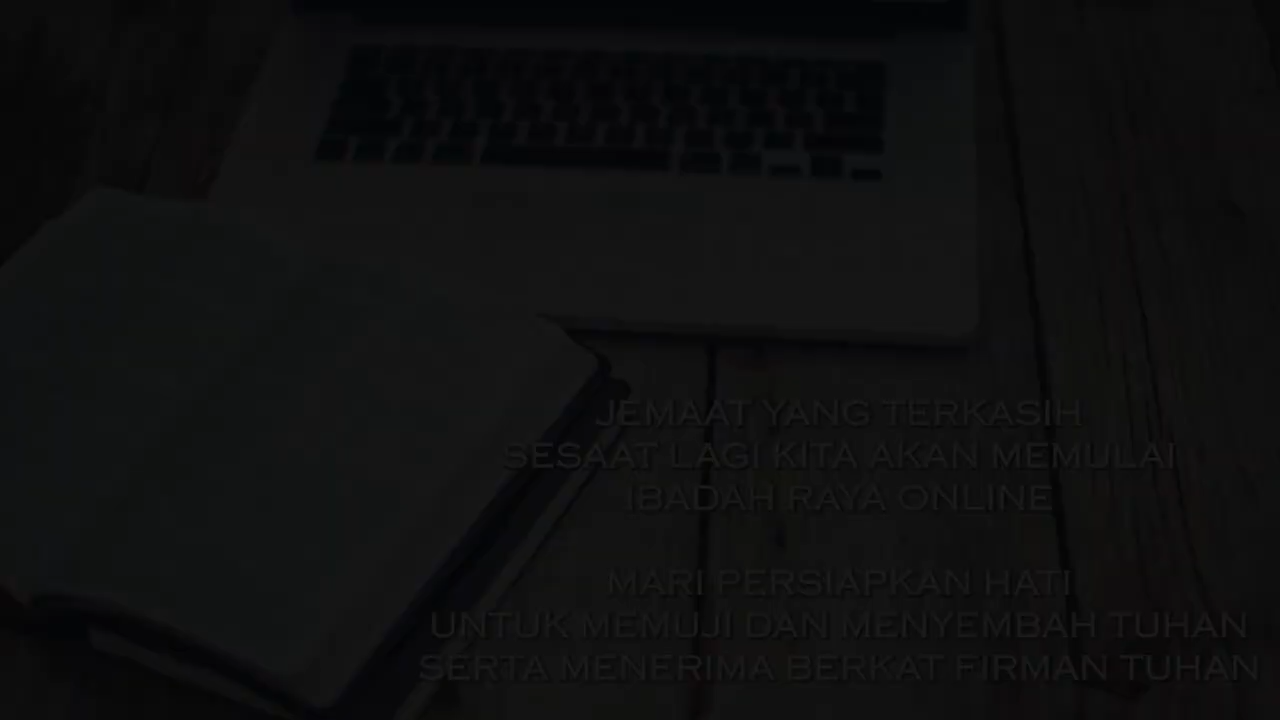 JEMAAT YANG TERKASIH
SESAAT LAGI KITA AKAN MEMULAI
IBADAH RAYA ONLINE
MARI PERSIAPKAN HATI
UNTUK MEMUJI DAN MENYEMBAH TUHAN
SERTA MENERIMA BERKAT FIRMAN TUHAN